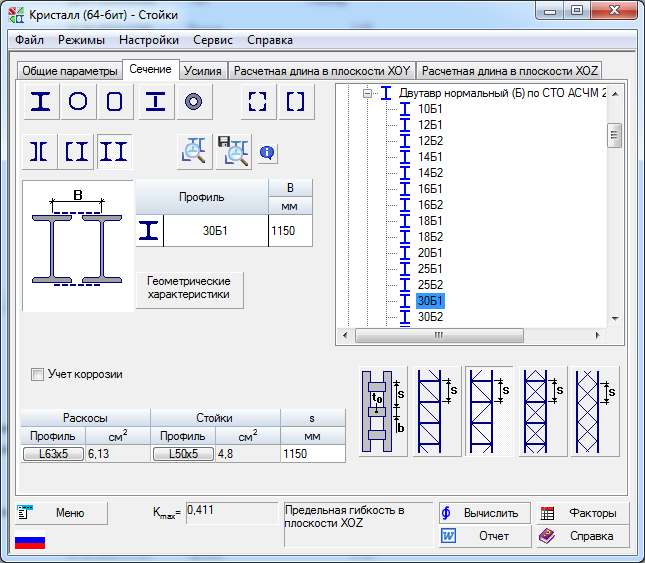 Кристалл (64-бит) - Стойки
Файл Режимы Настройки Сервис Справка
Общие параметры Сечение Усилия Расчетная длина в плоскости XOY Расчетная длина в плоскости XOZ
Двутавр нормальный (Б) по СТО АСЧМ 2
10Б1
12Б1
12Б2
14Б1
14Б2
16Б1
16Б2
18Б1
18Б2
20Б1
25Б1
25Б2
30Б1
30Б2
B
Профиль
B
мм
30Б1 1150
Геометрические
характеристики
Учет коррозии
Раскосы Стойки s
Профиль см2 Профиль см2 мм
L63x5 6,13 L50x5 4,8 1150
to s b
s
s
s
s
Меню
Kmax= 0,411
Предельная гибкость в
плоскости XOZ
Вычислить
Факторы
Отчет
Справка